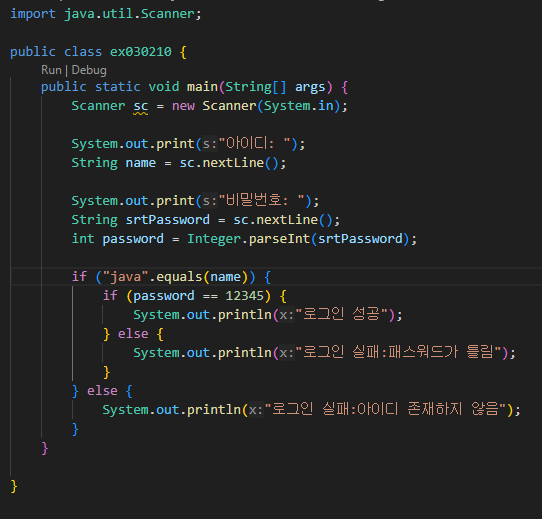 import java.util.Scanner;
public class ex030210 {
Run | Debug
public static void main(String[] args) {
Scanner sc = new Scanner(System.in);
System.out.print(s:"아이디: ");
String name = sc.nextLine();
System.out.print(s:"비밀번호: ");
String srtPassword = sc.nextLine();
int password = Integer.parseInt(srtPassword);
if ("java".equals(name)) {
if (password == 12345) {
System.out.println(x:"로그인 성공");
} else {
System.out.println(x:"로그인 실패:패스워드가 틀림");
}
} else {
System.out.println(x:"로그인 실패:아이디 존재하지 않음");
}
}
}